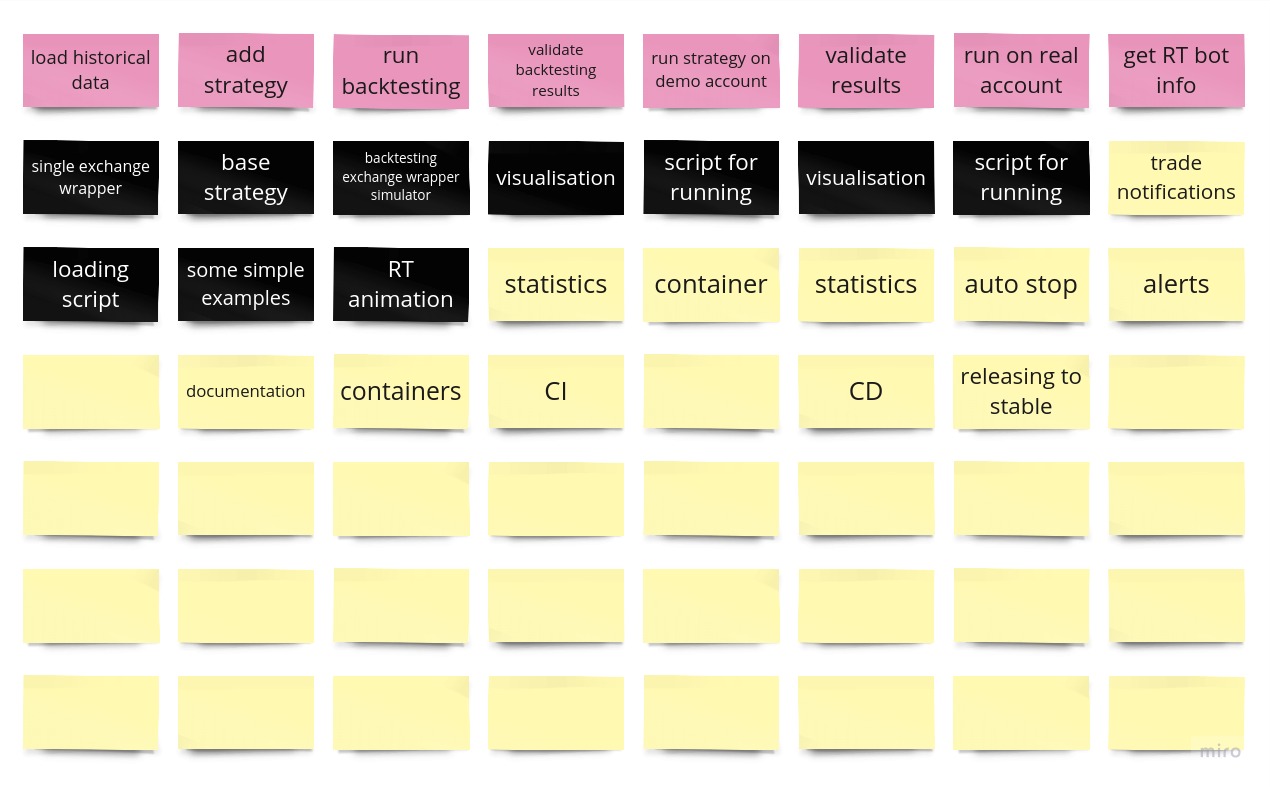 load historical
data
add
strategy
run
backtesting
validate
backtesting
results
run strategy on
demo account
validate
results
run on real
account
get RT bot
info
single exchange
wrapper
base
strategy
backtesting
exchange wrapper
simulator
visualisation
script for
running
visualisation
script for
running
trade
notifications
loading
script
some simple
examples
RT
animation
statistics
container
statistics
auto stop
alerts
documentation
containers
CI
CD
releasing to
stable
miro